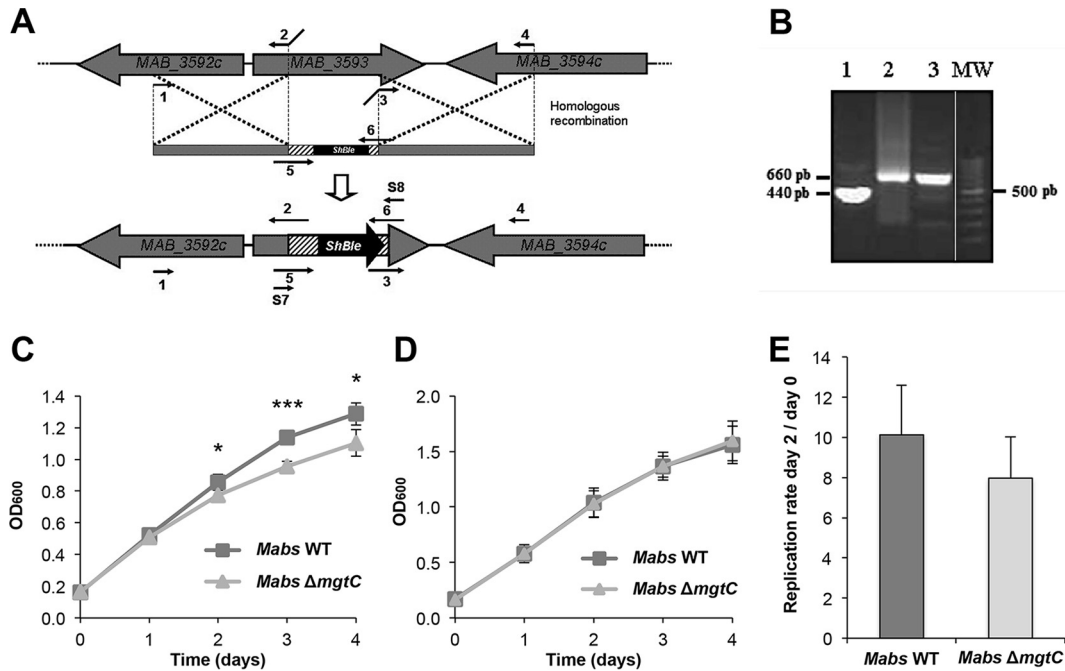 A
2
4
MAB_3592c
MAB_3593
MAB_3594c
1
3
Homologous
recombination
6
ShBle
5
S8
2
6
4
MAB_3592c
ShBle
MAB_3594c
1
5
3
S7
B
1 2 3 MW
660 pb
440 pb
500 pb
C
1.4
1.2
1.0
0.8
0.6
0.4
0.2
0.0
OD600
*
***
*
Mabs WT
Mabs ΔmgtC
0 1 2 3 4
Time (days)
D
2.0
1.5
1.0
0.5
0.0
OD600
Mabs WT
Mabs ΔmgtC
0 1 2 3 4
Time (days)
E
14
12
10
8
6
4
2
0
Replication rate day 2 / day 0
Mabs WT Mabs ΔmgtC